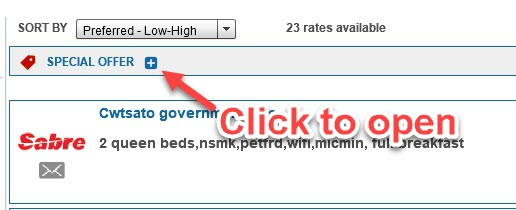 SORT BY Preferred - Low-High 23 rates available
SPECIAL OFFER
Cwtsato
Click to open
Sabre 2 queen beds,nsmk,petfrd,wifi,micmin,